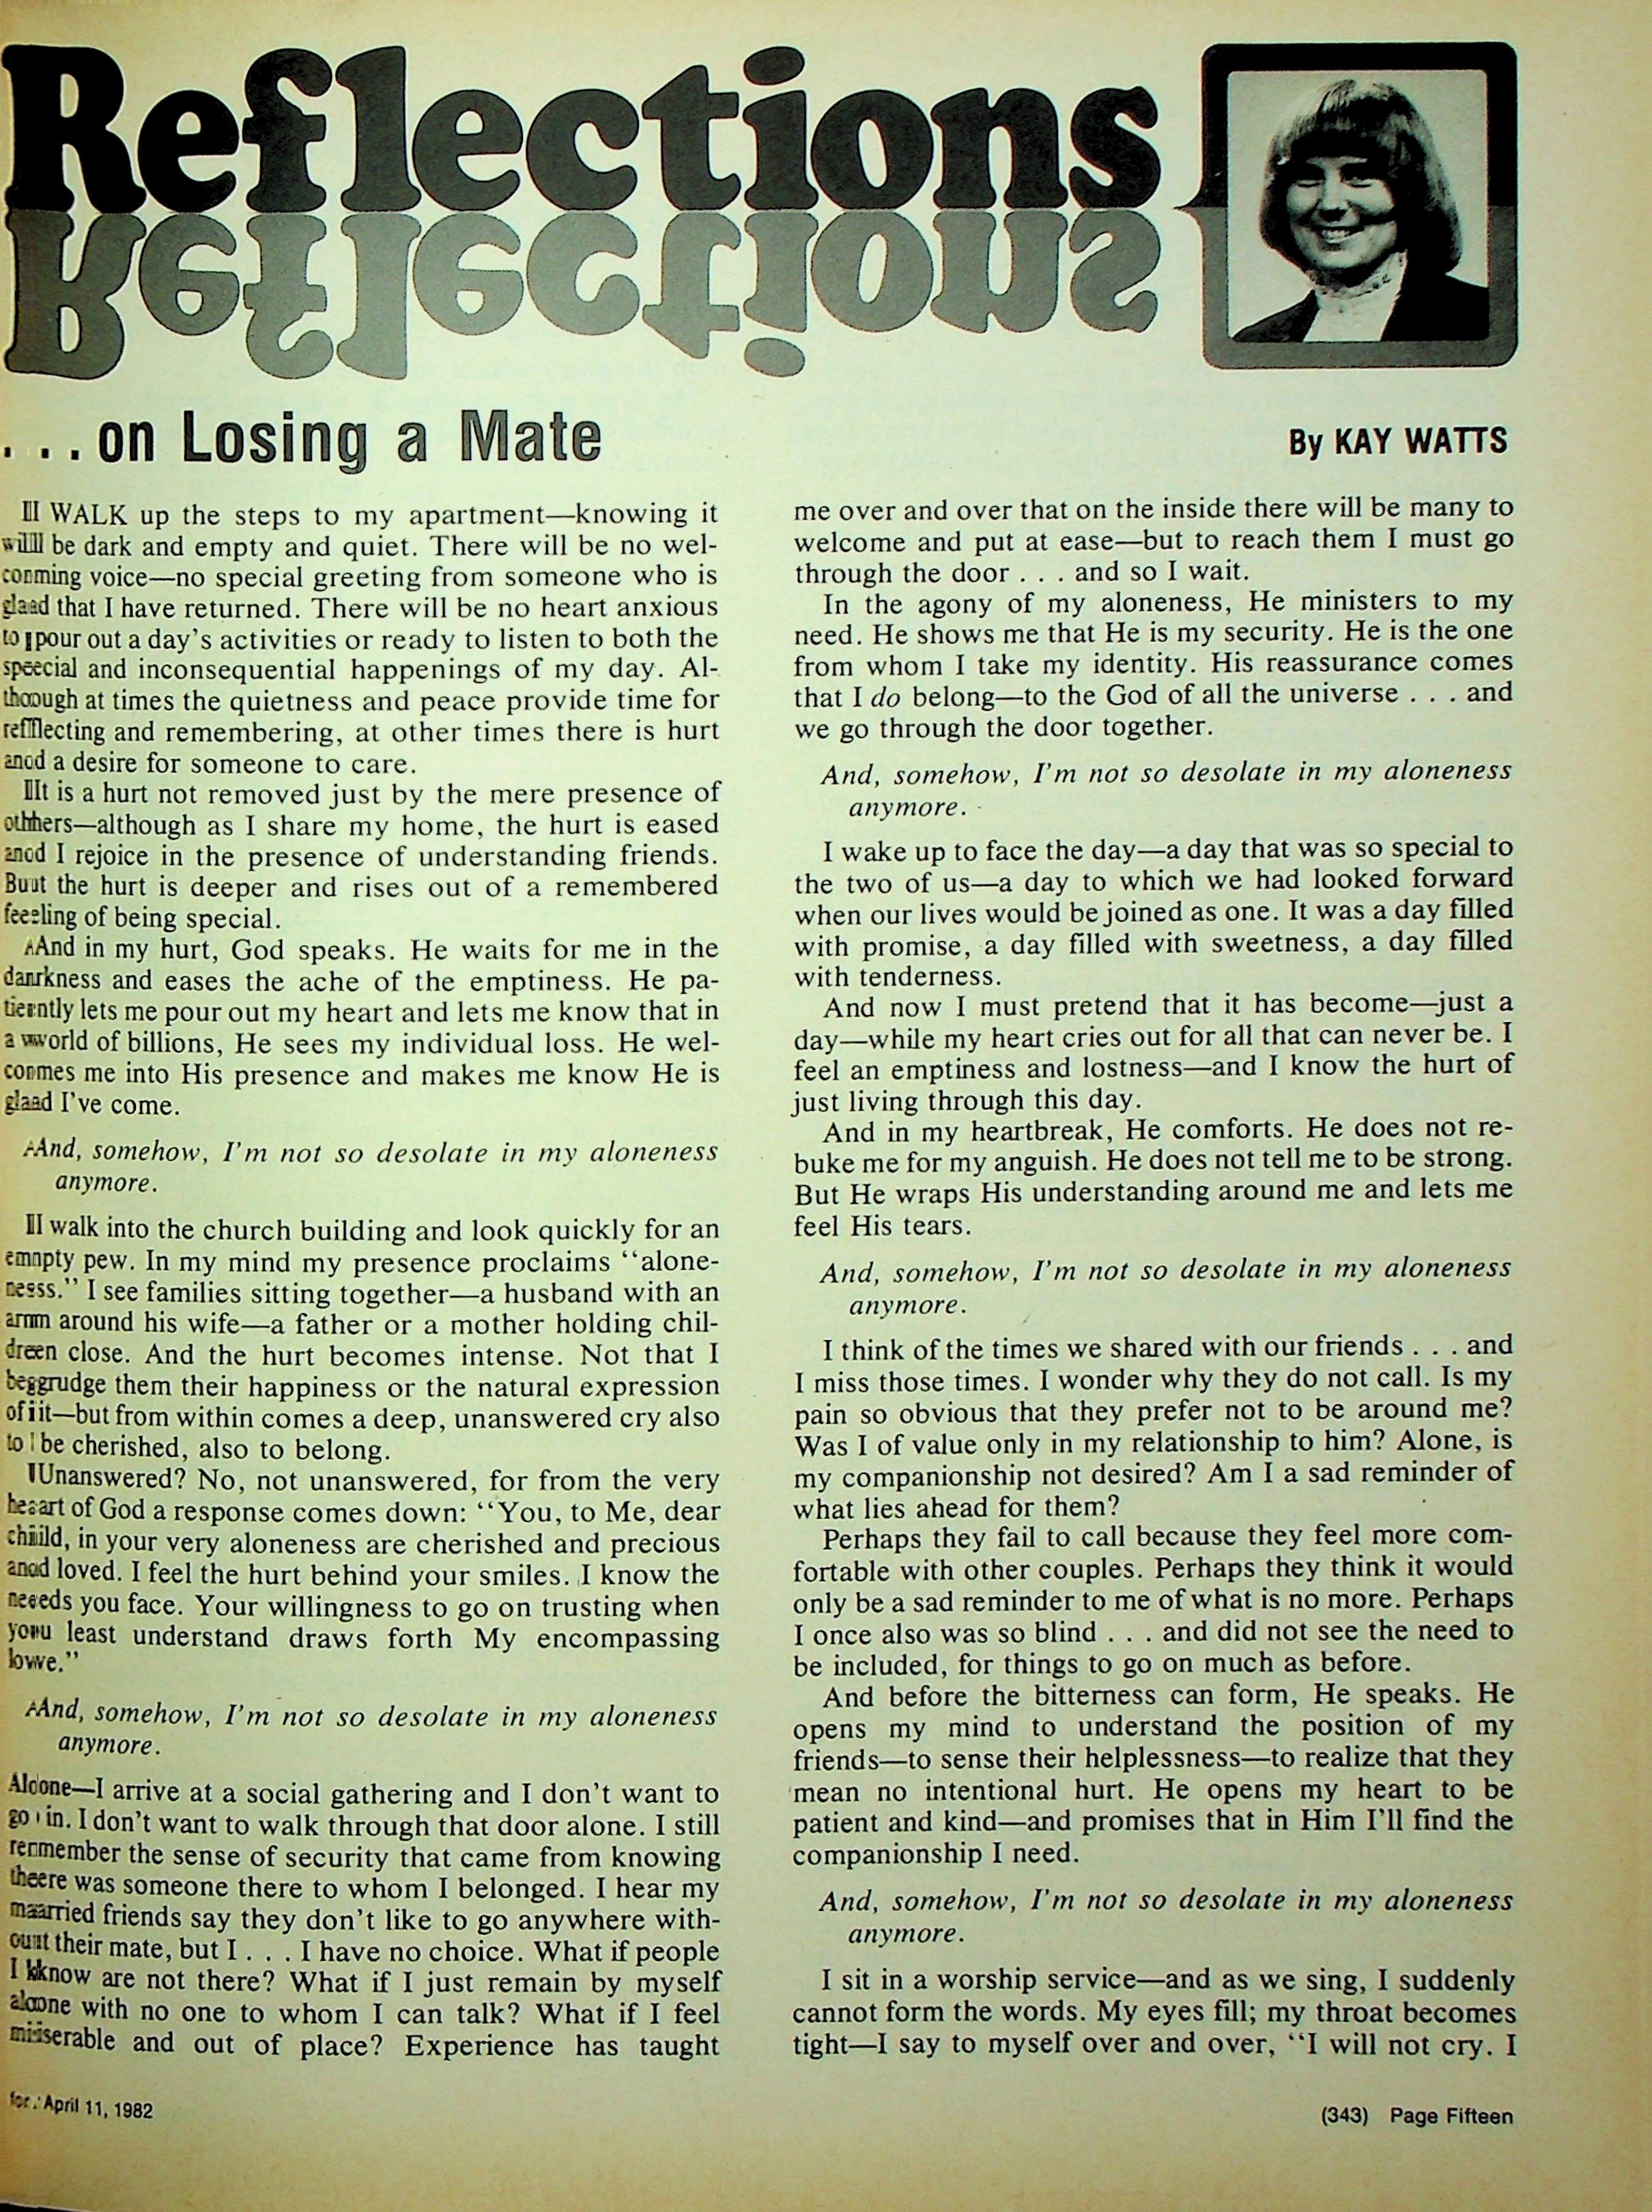 Reflections
. . . on Losing a Mate
By KAY WATTS
I WALK up the steps to my apartment—knowing it
will be dark and empty and quiet. There will be no wel-
coming voice—no special greeting from someone who is
glad that I have returned. There will be no heart anxious
to pour out a day's activities or ready to listen to both the
special and inconsequential happenings of my day. Al-
though at times the quietness and peace provide time for
reflecting and remembering, at other times there is hurt
and a desire for someone to care.
It is a hurt not removed just by the mere presence of
others—although as I share my home, the hurt is eased
and I rejoice in the presence of understanding friends.
But the hurt is deeper and rises out of a remembered
feeling of being special.
And in my hurt, God speaks. He waits for me in the
darkness and eases the ache of the emptiness. He pa-
tiently lets me pour out my heart and lets me know that in
a world of billions, He sees my individual loss. He wel-
comes me into His presence and makes me know He is
glad I've come.
And, somehow, I'm not so desolate in my aloneness
anymore.
I walk into the church building and look quickly for an
empty pew. In my mind my presence proclaims "alone-
ness." I see families sitting together—a husband with an
arm around his wife—a father or a mother holding chil-
dren close. And the hurt becomes intense. Not that I
begrudge them their happiness or the natural expression
of it—but from within comes a deep, unanswered cry also
to be cherished, also to belong.
Unanswered? No, not unanswered, for from the very
heart of God a response comes down: "You, to Me, dear
child, in your very aloneness are cherished and precious
and loved. I feel the hurt behind your smiles. I know the
needs you face. Your willingness to go on trusting when
you least understand draws forth My encompassing
love."
And, somehow, I'm not so desolate in my aloneness
anymore.
Alone—I arrive at a social gathering and I don't want to
go in. I don't want to walk through that door alone. I still
remember the sense of security that came from knowing
there was someone there to whom I belonged. I hear my
married friends say they don't like to go anywhere with-
out their mate, but I . . . I have no choice. What if people
I know are not there? What if I just remain by myself
alone with no one to whom I can talk? What if I feel
miserable and out of place? Experience has taught
me over and over that on the inside there will be many to
welcome and put at ease—but to reach them I must go
through the door . . . and so I wait.
In the agony of my aloneness, He ministers to my
need. He shows me that He is my security. He is the one
from whom I take my identity. His reassurance comes
that I do belong—to the God of all the universe . . . and
we go through the door together.
And, somehow, I'm not so desolate in my aloneness
anymore.
I wake up to face the day—a day that was so special to
the two of us—a day to which we had looked forward
when our lives would be joined as one. It was a day filled
with promise, a day filled with sweetness, a day filled
with tenderness.
And now I must pretend that it has become—just a
day—while my heart cries out for all that can never be. I
feel an emptiness and lostness—and I know the hurt of
just living through this day.
And in my heartbreak, He comforts. He does not re-
buke me for my anguish. He does not tell me to be strong.
But He wraps His understanding around me and lets me
feel His tears.
And, somehow, I'm not so desolate in my aloneness
anymore.
I think of the times we shared with our friends . . . and
I miss those times. I wonder why they do not call. Is my
pain so obvious that they prefer not to be around me?
Was I of value only in my relationship to him? Alone, is
my companionship not desired? Am I a sad reminder of
what lies ahead for them?
Perhaps they fail to call because they feel more com-
fortable with other couples. Perhaps they think it would
only be a sad reminder to me of what is no more. Perhaps
I once also was so blind . . . and did not see the need to
be included, for things to go on much as before.
And before the bitterness can form, He speaks. He
opens my mind to understand the position of my
friends—to sense their helplessness—to realize that they
mean no intentional hurt. He opens my heart to be
patient and kind—and promises that in Him I'll find the
companionship I need.
And, somehow, I'm not so desolate in my aloneness
anymore.
I sit in a worship service—and as we sing, I suddenly
cannot form the words. My eyes fill; my throat becomes
tight—I say to myself over and over, "I will not cry. I
for April 11, 1982
(343) Page Fifteen